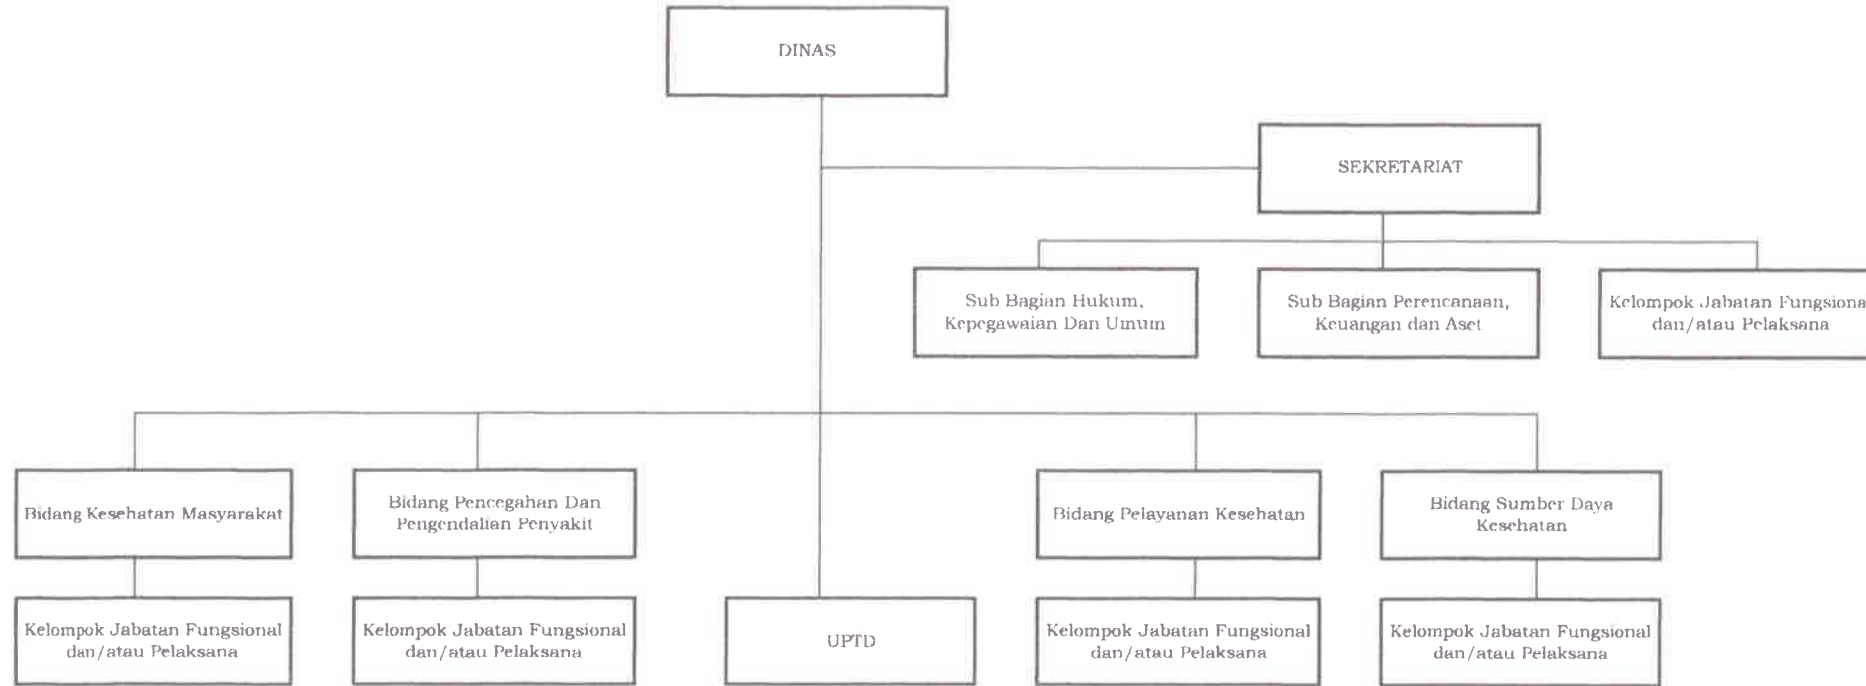 DINAS
SEKRETARIAT
Sub Bagian Hukum,
Kepegawaian Dan Umum
Sub Bagian Perencanaan,
Keuangan dan Aset
Kelompok Jabatan Fungsiona
dan/atau Pelaksana
Bidang Kesehatan Masyarakat
Bidang Pencegahan Dan
Pengendalian Penyakit
Bidang Pelayanan Kesehatan
Bidang Sumber Daya
Kesehatan
Kelompok Jabatan Fungsional
dan/atau Pelaksana
Kelompok Jabatan Fungsional
dan/atau Pelaksana
UPTD
Kelompok Jabatan Fungsional
dan/atau Pelaksana
Kelompok Jabatan Fungsional
dan/atau Pelaksana